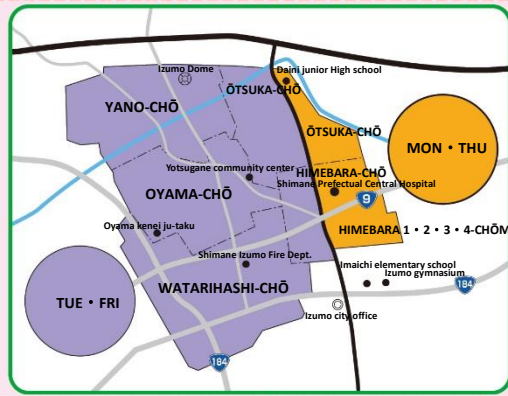 Izumo Dome
Daini junior High school
ŌTSUKA-CHŌ
YANO-CHŌ
ŌTSUKA-CHŌ
MON・THU
Yotsugane community center
HIMEBARA-CHŌ
Shimane Prefectual Central Hospital
OYAMA-CHŌ
9
Oyama kenei ju-taku
HIMEBARA 1・2・3・4-CHŌM
Shimane Izumo Fire Dept.
Imaichi elementary school
Izumo gymnasium
184
WATARIHASHI-CHŌ
TUE・FRI
Izumo city office
184